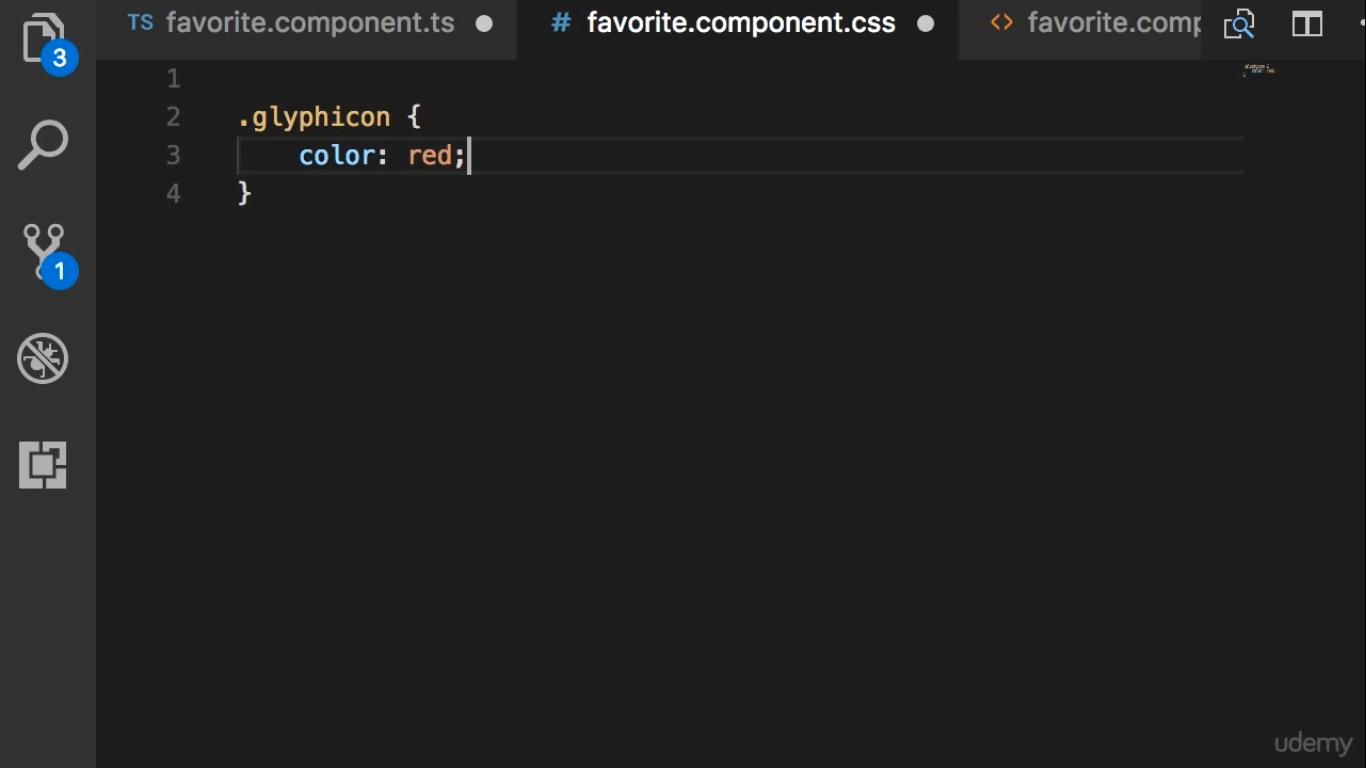 3
TS favorite.component.ts
# favorite.component.css
<> favorite.comp
1
2 .glyphicon {
3 color: red;
4 }
1
udemy